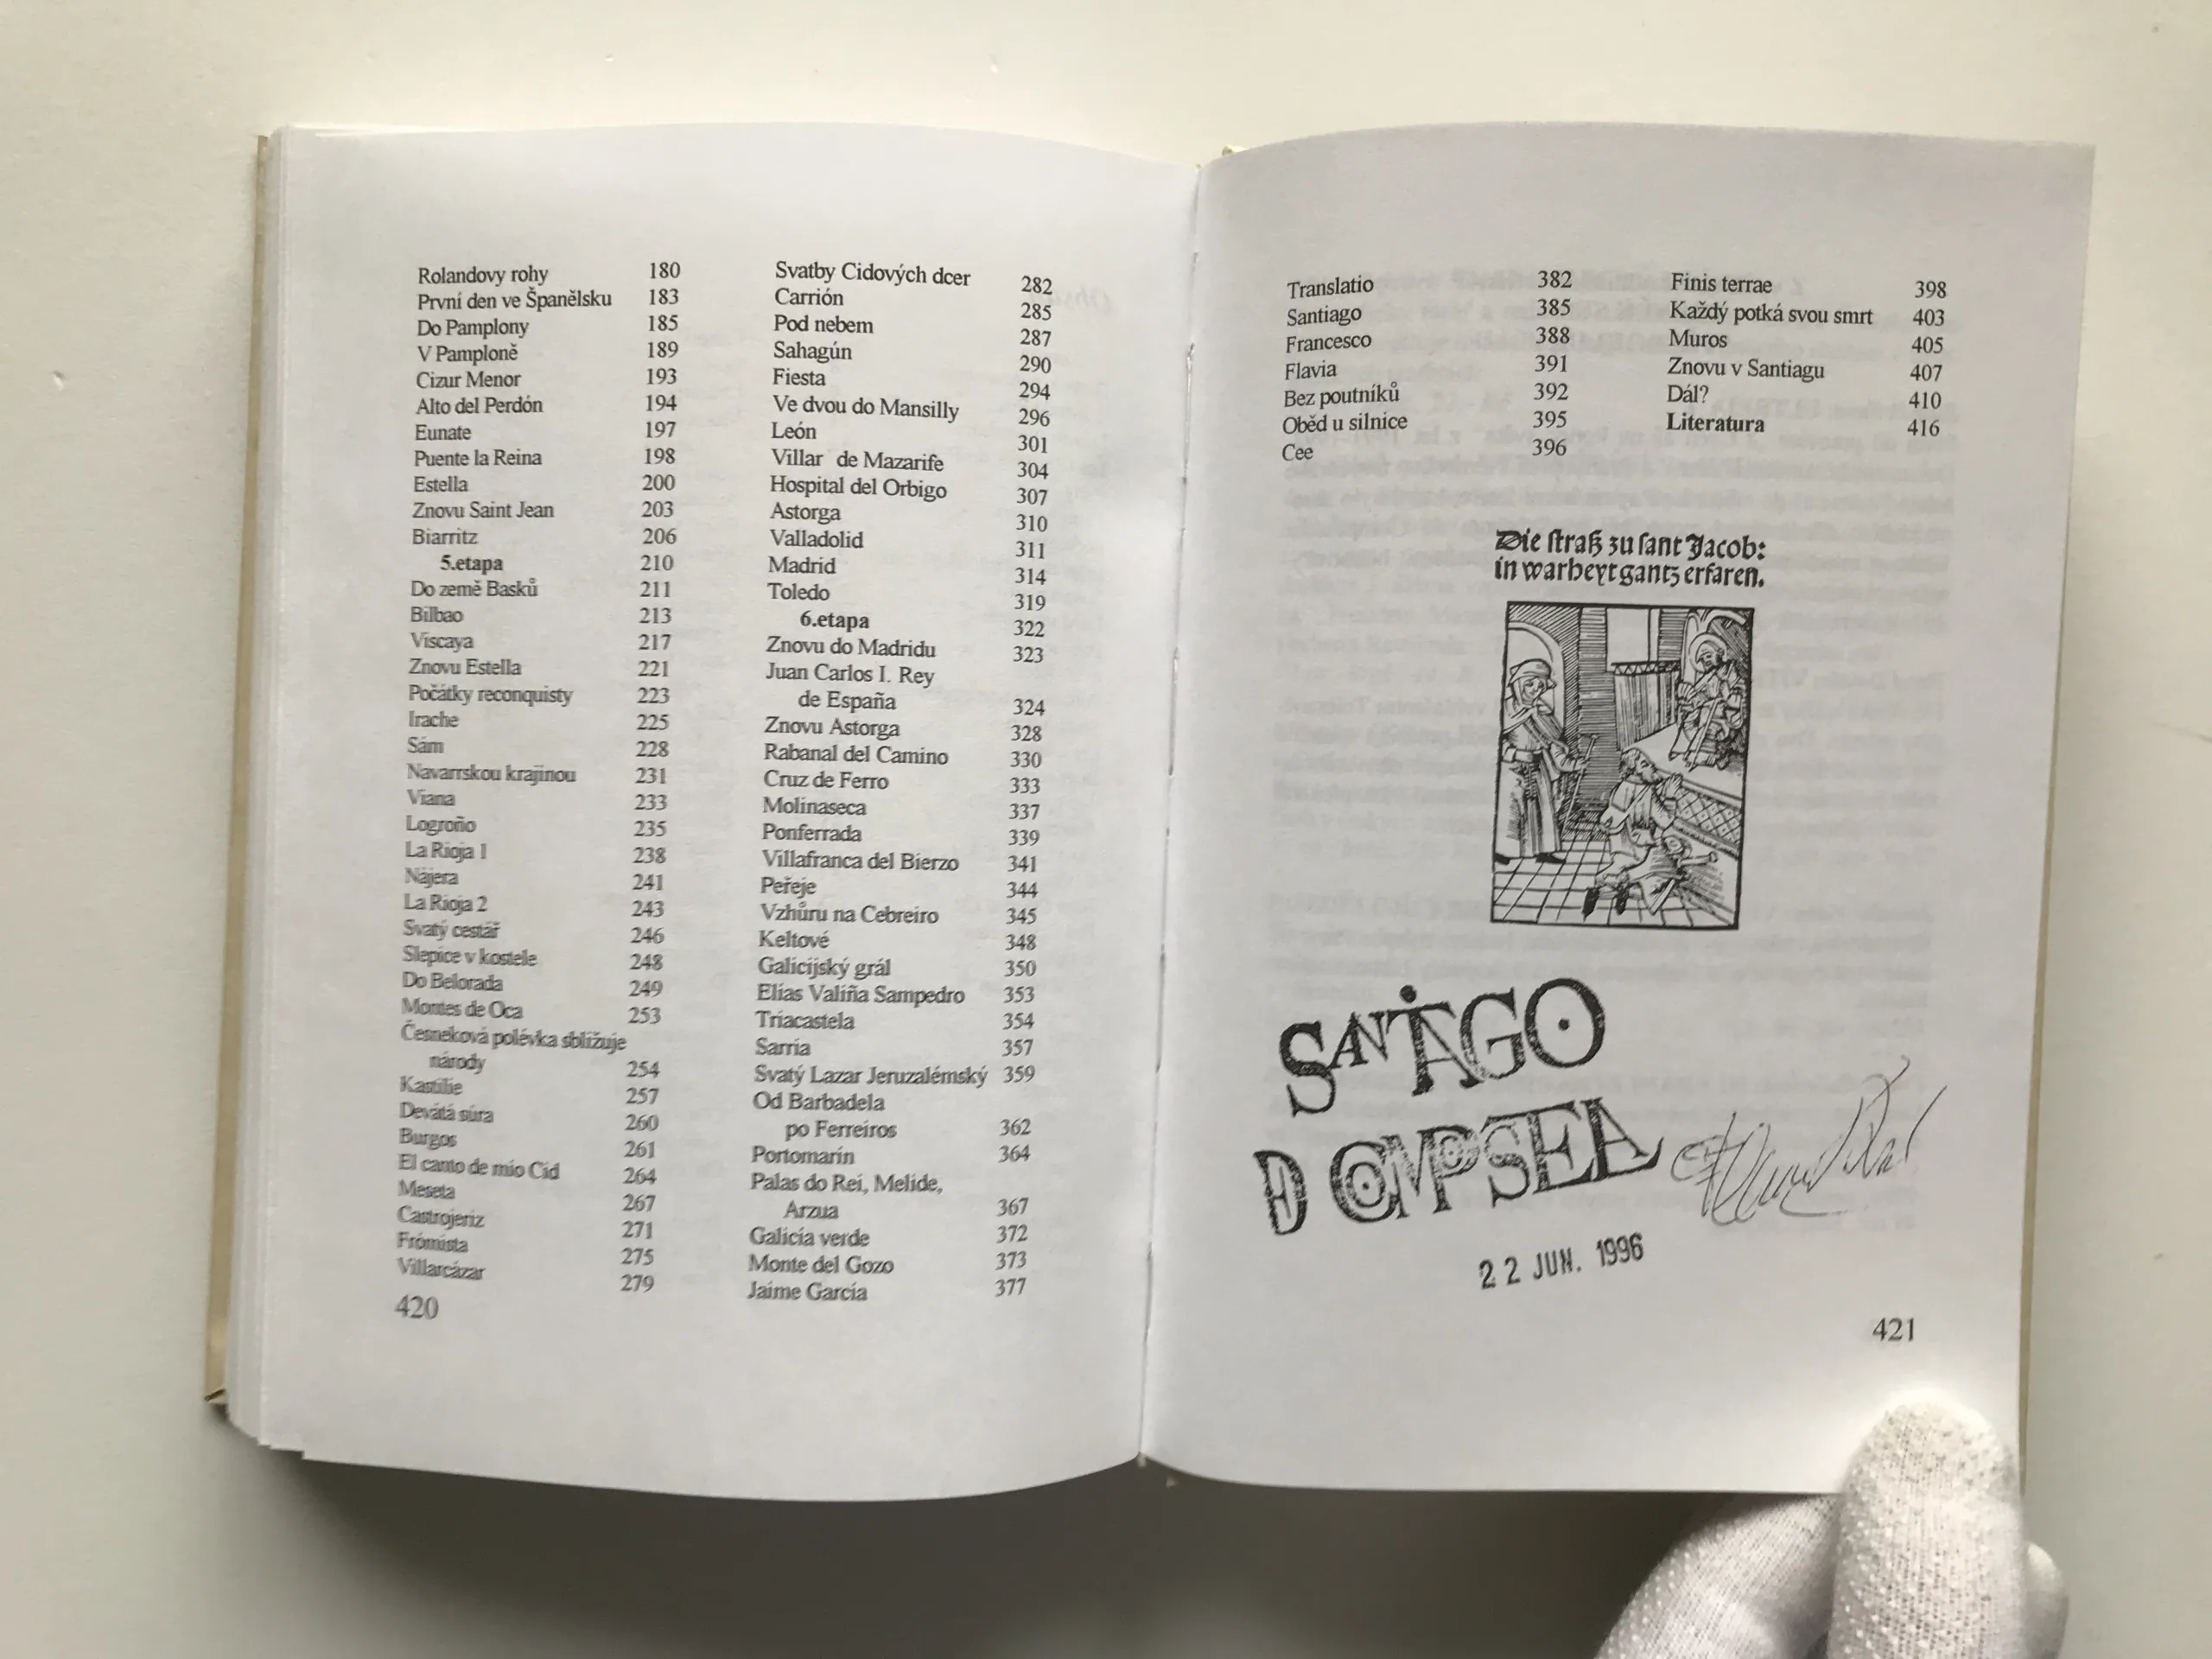 Rolandovy rohy 180
První den ve Španělsku 183
Do Pamplony 185
V Pamploně 189
Cizur Menor 193
Alto del Perdón 194
Eunate 197
Puente la Reina 198
Estella 200
Znovu Saint Jean 203
Biarritz 206
5.etapa 210
Do země Basků 211
Bilbao 213
Viscaya 217
Znovu Estella 221
Počátky reconquisty 223
Irache 225
Sám 228
Navarrskou krajinou 231
Viana 233
Logroño 235
La Rioja 1 238
Nájera 241
La Rioja 2 243
Svatý cestář 246
Slepice v kostele 248
Do Belorada 249
Montes de Oca 253
Česneková polévka sbližuje
národy 254
Kastilie 257
Devátá súra 260
Burgos 261
El canto de mío Cid 264
Meseta 267
Castrojeriz 271
Frómista 275
Villarcázar 279
420
Svatby Cidových dcer 282
Carrión 285
Pod nebem 287
Sahagún 290
Fiesta 294
Ve dvou do Mansilly 296
León 301
Villar de Mazarife 304
Hospital del Orbigo 307
Astorga 310
Valladolid 311
Madrid 314
Toledo 319
6.etapa 322
Znovu do Madridu 323
Juan Carlos I. Rey
de España 324
Znovu Astorga 328
Rabanal del Camino 330
Cruz de Ferro 333
Molinaseca 337
Ponferrada 339
Villafranca del Bierzo 341
Peřeje 344
Vzhůru na Cebreiro 345
Keltové 348
Galicijský grál 350
Elías Valiña Sampedro 353
Triacastela 354
Sarria 357
Svatý Lazar Jeruzalémský 359
Od Barbadela
po Ferreiros 362
Portomarín 364
Palas do Rei, Melide,
Arzua 367
Galicia verde 372
Monte del Gozo 373
Jaime García 377
Translatio 382
Santiago 385
Francesco 388
Flavia 391
Bez poutníků 392
Oběd u silnice 395
Cee 396
Finis terrae 398
Každý potká svou smrt 403
Muros 405
Znovu v Santiagu 407
Dál? 410
Literatura 416
Die ſtraß zu ſant Jacob:
in warheyt gantz erfaren.
SANTIAGO
D COMPOSELA
22 JUN. 1996
421